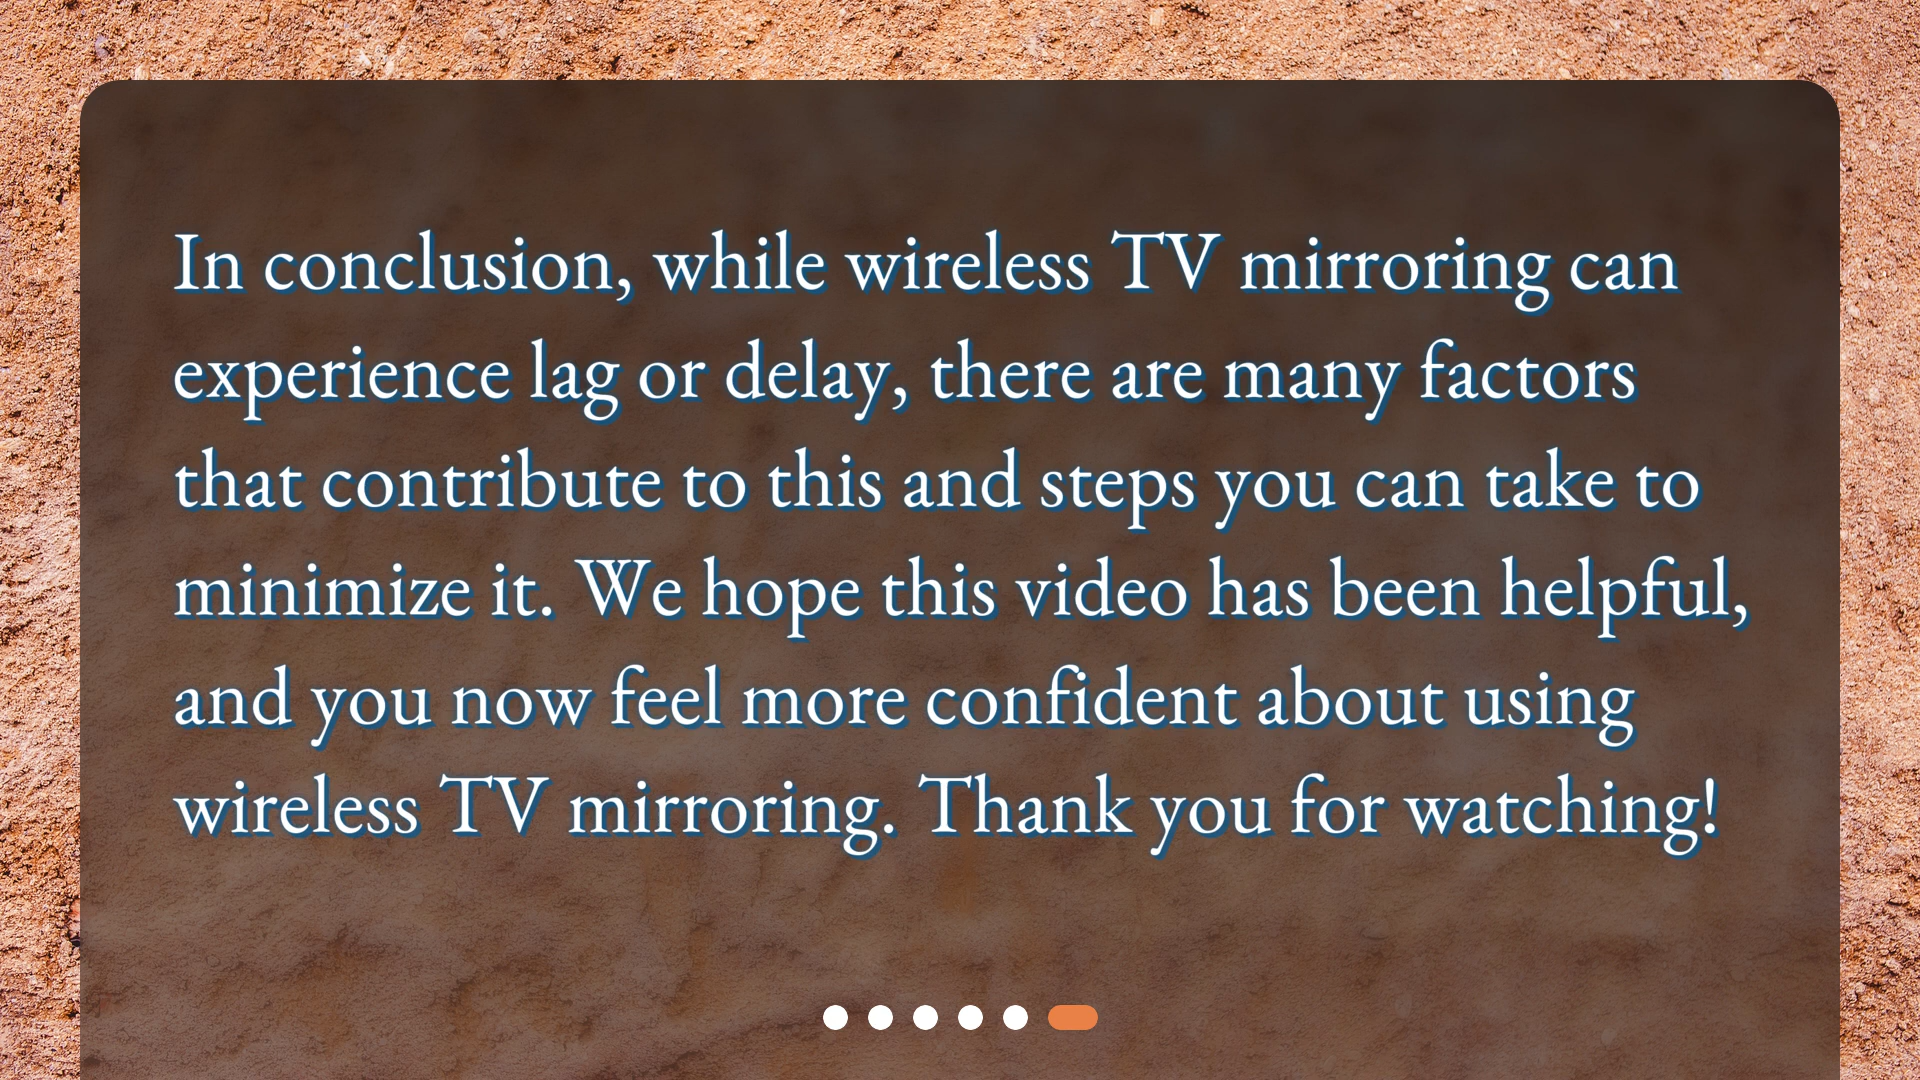 In conclusion, while wireless TV mirroring can
experience lag or delay, there are many factors
that contribute to this and steps you can take to
minimize it. We hope this video has been helpful,
and you now feel more confident about using
wireless TV mirroring. Thank you for watching!